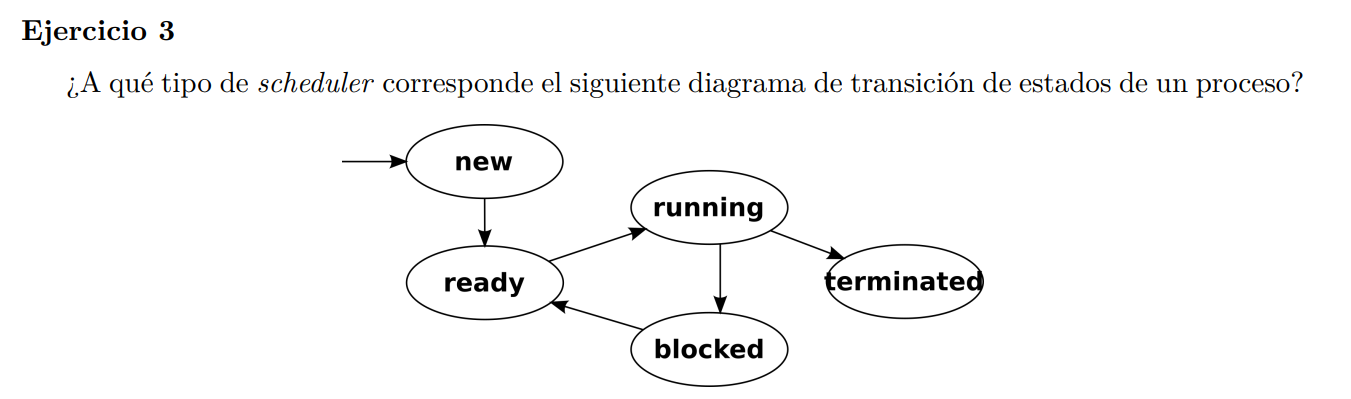 Ejercicio 3
¿A qué tipo de scheduler corresponde el siguiente diagrama de transición de estados de un proceso?
new
running
ready
terminated
blocked